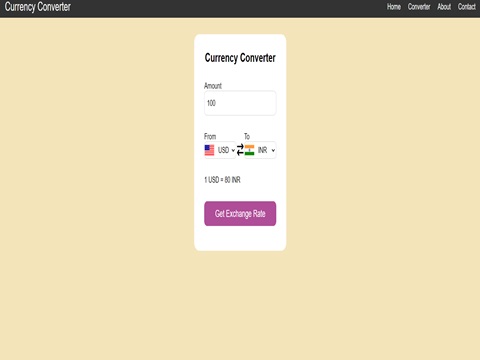 Currency Converter
Home Converter About Contact
Currency Converter
Amount
100
From To
USD INR
1 USD = 80 INR
Get Exchange Rate